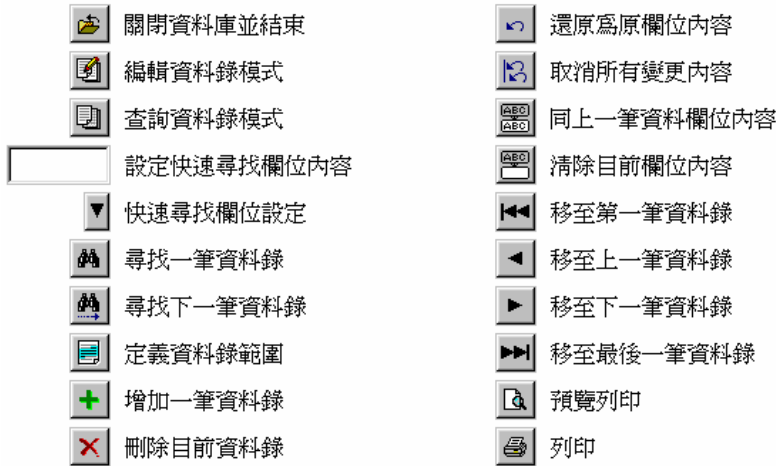 關閉資料庫並結束
編輯資料錄模式
查詢資料錄模式
設定快速尋找欄位內容
快速尋找欄位設定
尋找一筆資料錄
尋找下一筆資料錄
定義資料錄範圍
增加一筆資料錄
刪除目前資料錄
還原為原欄位內容
取消所有變更內容
ABC
ABC
同上一筆資料欄位內容
ABC
清除目前欄位內容
移至第一筆資料錄
移至上一筆資料錄
移至下一筆資料錄
移至最後一筆資料錄
預覽列印
列印